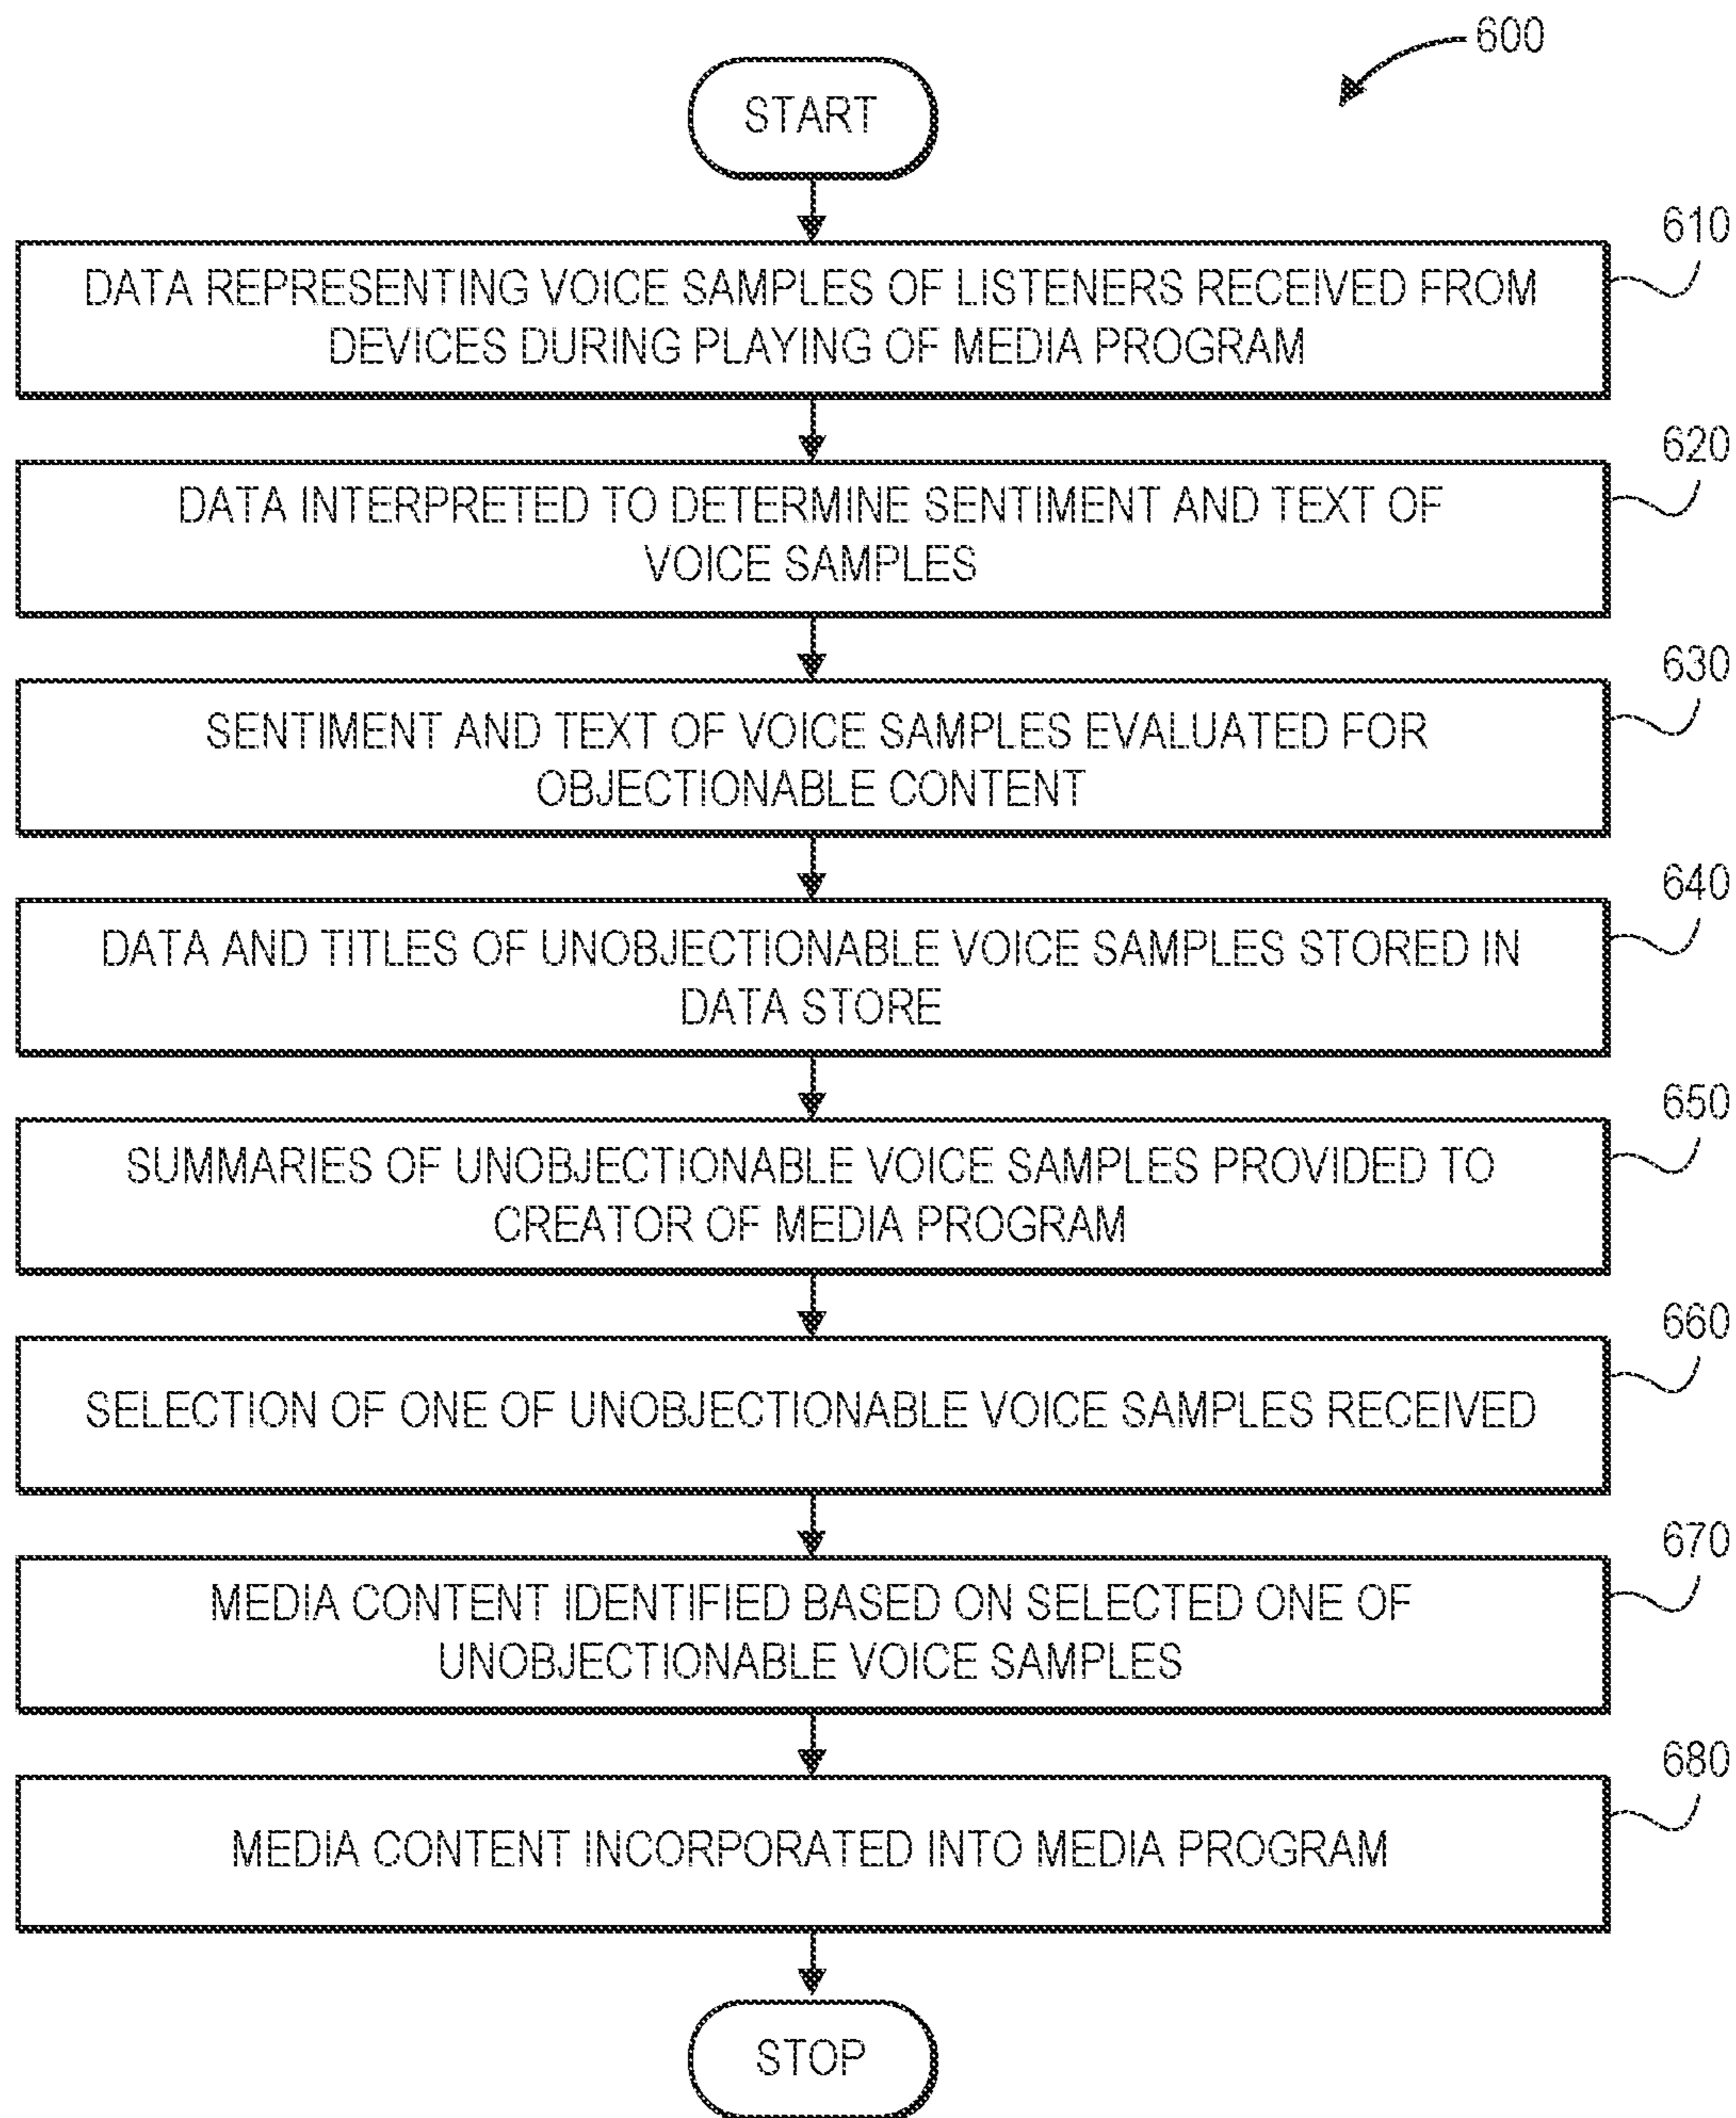 600
START
610
DATA REPRESENTING VOICE SAMPLES OF LISTENERS RECEIVED FROM
DEVICES DURING PLAYING OF MEDIA PROGRAM
620
DATA INTERPRETED TO DETERMINE SENTIMENT AND TEXT OF
VOICE SAMPLES
630
SENTIMENT AND TEXT OF VOICE SAMPLES EVALUATED FOR
OBJECTIONABLE CONTENT
640
DATA AND TITLES OF UNOBJECTIONABLE VOICE SAMPLES STORED IN
DATA STORE
650
SUMMARIES OF UNOBJECTIONABLE VOICE SAMPLES PROVIDED TO
CREATOR OF MEDIA PROGRAM
660
SELECTION OF ONE OF UNOBJECTIONABLE VOICE SAMPLES RECEIVED
670
MEDIA CONTENT IDENTIFIED BASED ON SELECTED ONE OF
UNOBJECTIONABLE VOICE SAMPLES
680
MEDIA CONTENT INCORPORATED INTO MEDIA PROGRAM
STOP